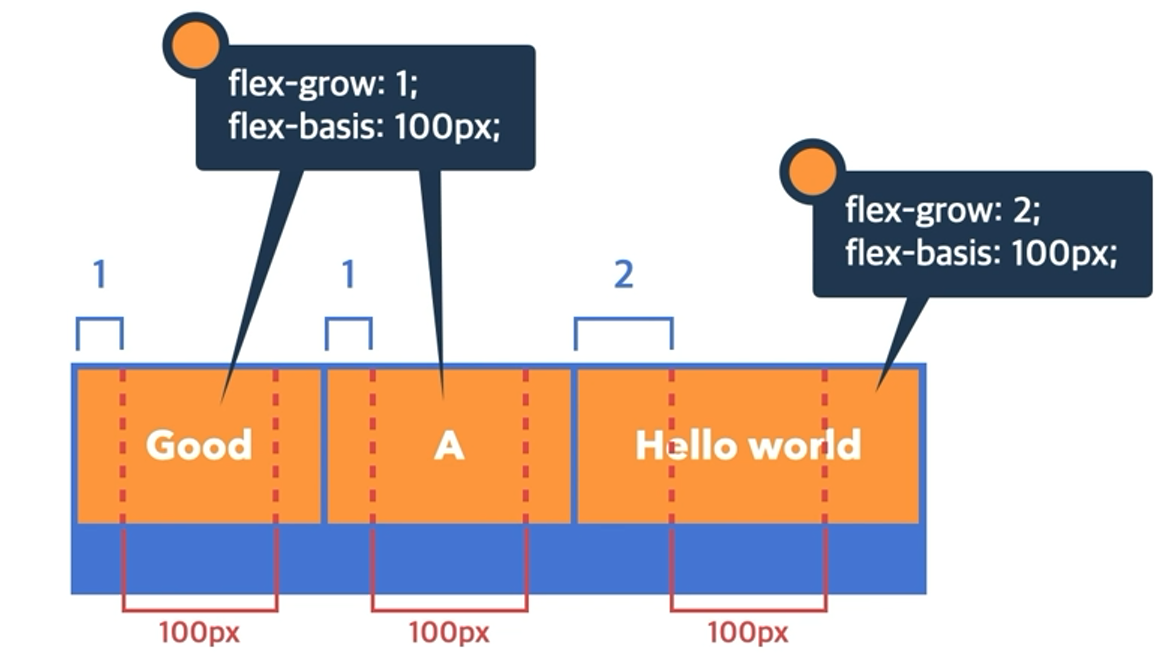 flex-grow: 1;
flex-basis: 100px;
flex-grow: 2;
flex-basis: 100px;
1
1
2
Good
A
Hello world
100px
100px
100px